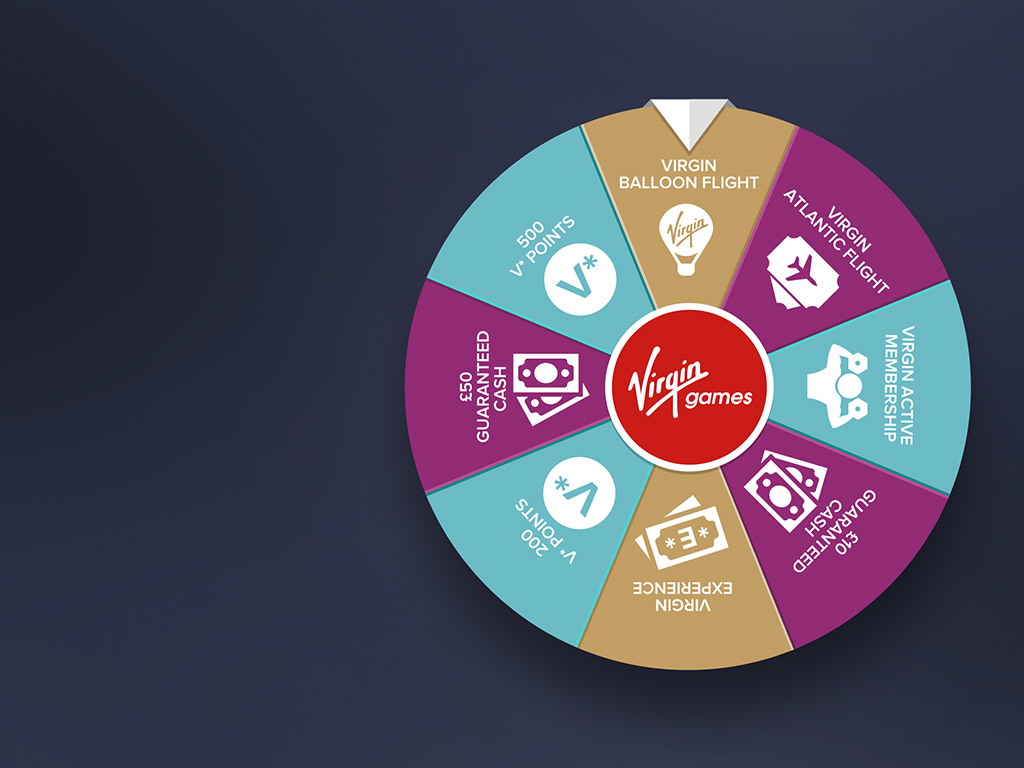 VIRGIN
BALLOON FLIGHT
Virgin
VIRGIN
ATLANTIC FLIGHT
VIRGIN ACTIVE
MEMBERSHIP
£10
GUARANTEED
CASH
VIRGIN
EXPERIENCE
*E*
200
V* POINTS
V*
£50
GUARANTEED
CASH
500
V* POINTS
V*
Virgin
games